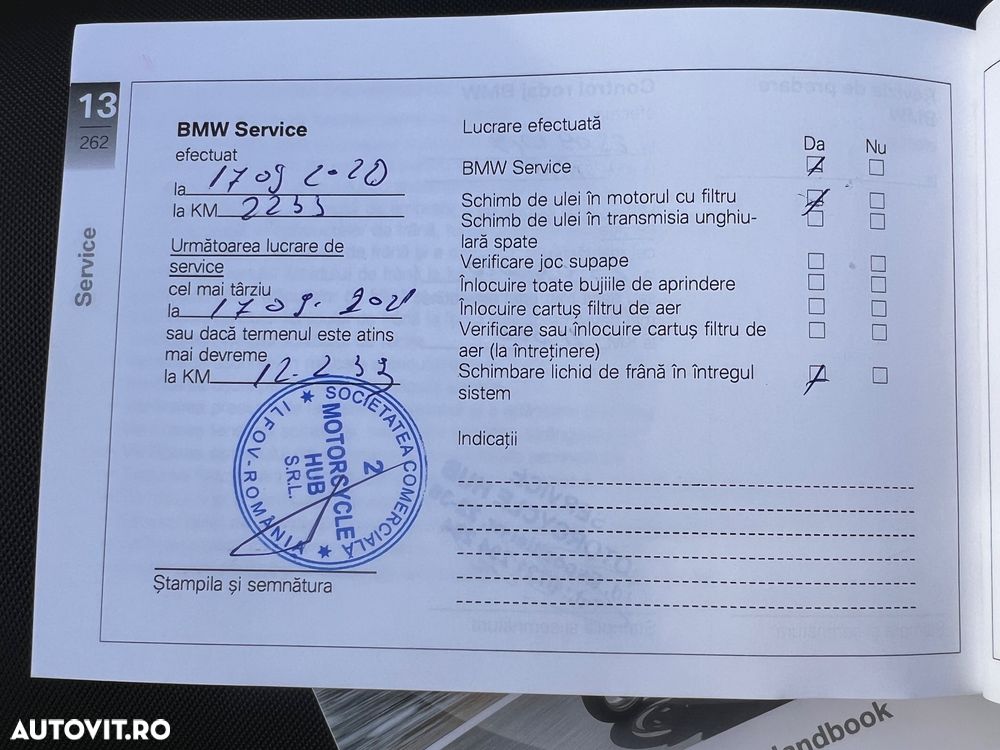 13
262
Service
BMW Service
efectuat
la 17 09 2020
la KM 2233
Următoarea lucrare de
service
cel mai târziu
la 17 09. 2021
sau dacă termenul este atins
mai devreme
la KM 12.233
SOCIETATEA COMERCIALĂ
ILFOV-ROMÂNIA
2
MOTORSYCLE
HUB
S.R.L.
Ștampila și semnătura
Lucrare efectuată
Da Nu
BMW Service
Schimb de ulei în motorul cu filtru
Schimb de ulei în transmisia unghiu-
lară spate
Verificare joc supape
Înlocuire toate bujiile de aprindere
Înlocuire cartuș filtru de aer
Verificare sau înlocuire cartuș filtru de
aer (la întreținere)
Schimbare lichid de frână în întregul
sistem
Indicații
AUTOVIT.RO
andbook